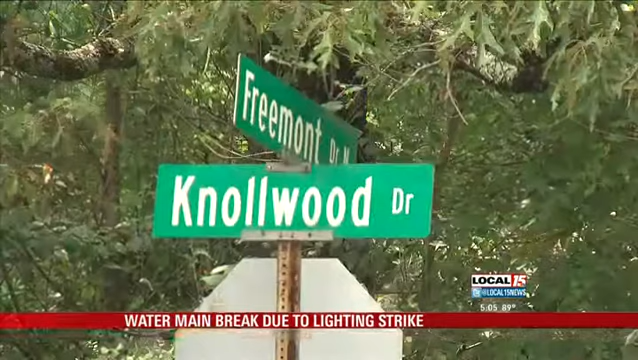 Freemont Dr N
Knollwood Dr
LOCAL 15
@LOCAL15NEWS
5:05 89°
WATER MAIN BREAK DUE TO LIGHTING STRIKE